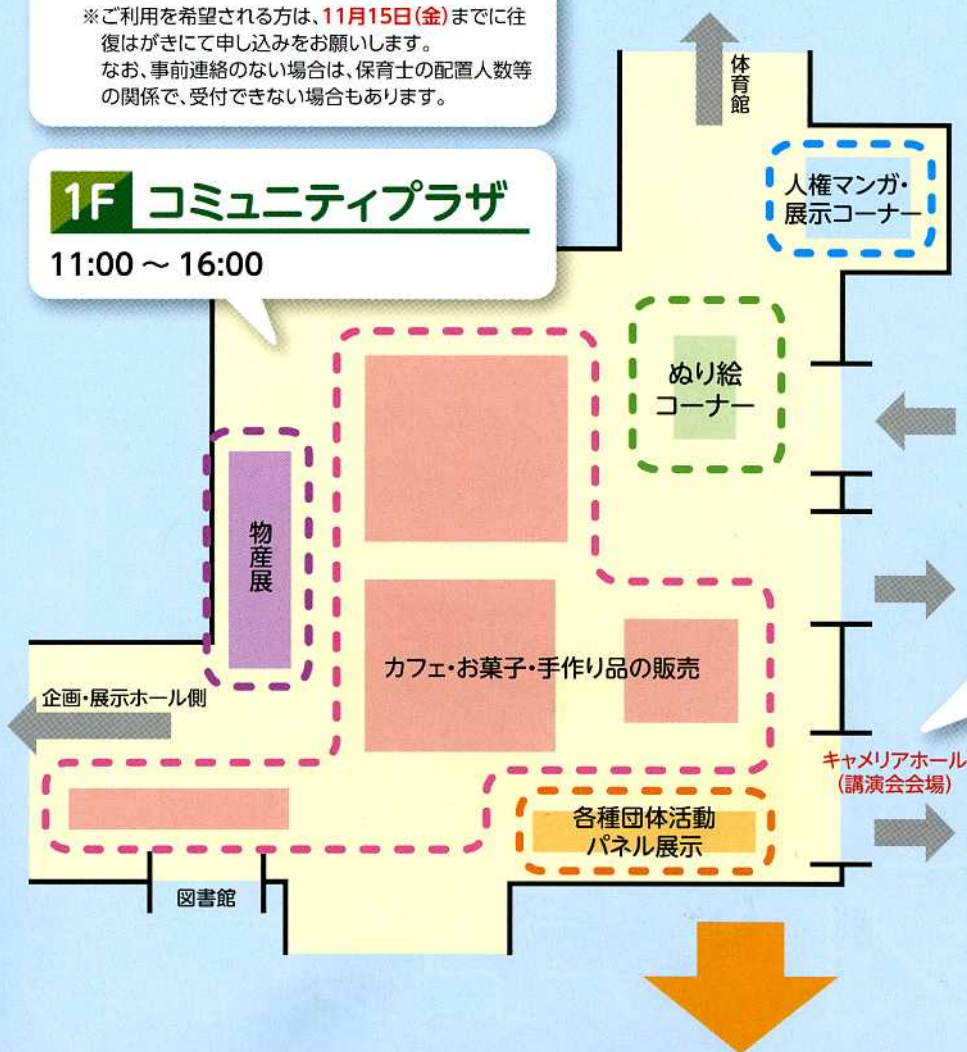 ※ご利用を希望される方は、11月15日(金)までに往
復はがきにて申し込みをお願いします。
なお、事前連絡のない場合は、保育士の配置人数等
の関係で、受付できない場合もあります。
1F コミュニティプラザ
11:00 ～ 16:00
体育館
人権マンガ・
展示コーナー
ぬり絵
コーナー
物産展
カフェ・お菓子・手作り品の販売
企画・展示ホール側
キャメリアホール
(講演会会場)
各種団体活動
パネル展示
図書館